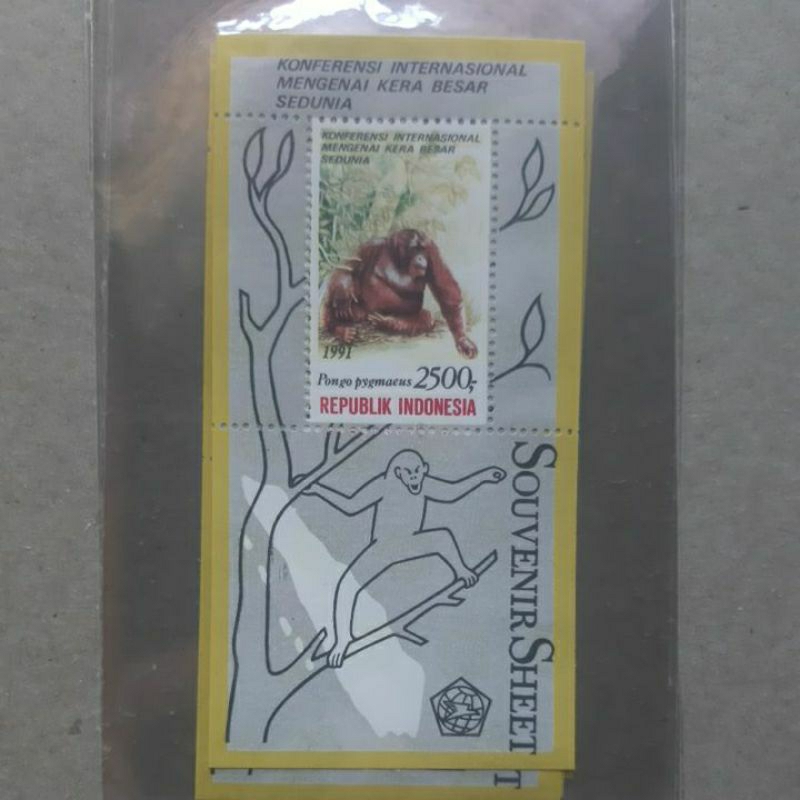 KONFERENSI INTERNASIONAL
MENGENAI KERA BESAR
SEDUNIA
KONFERENSI INTERNASIONAL
MENGENAI KERA BESAR
SEDUNIA
1991
Pongo pygmaeus 2500,-
REPUBLIK INDONESIA
SOUVENIR SHEET
T